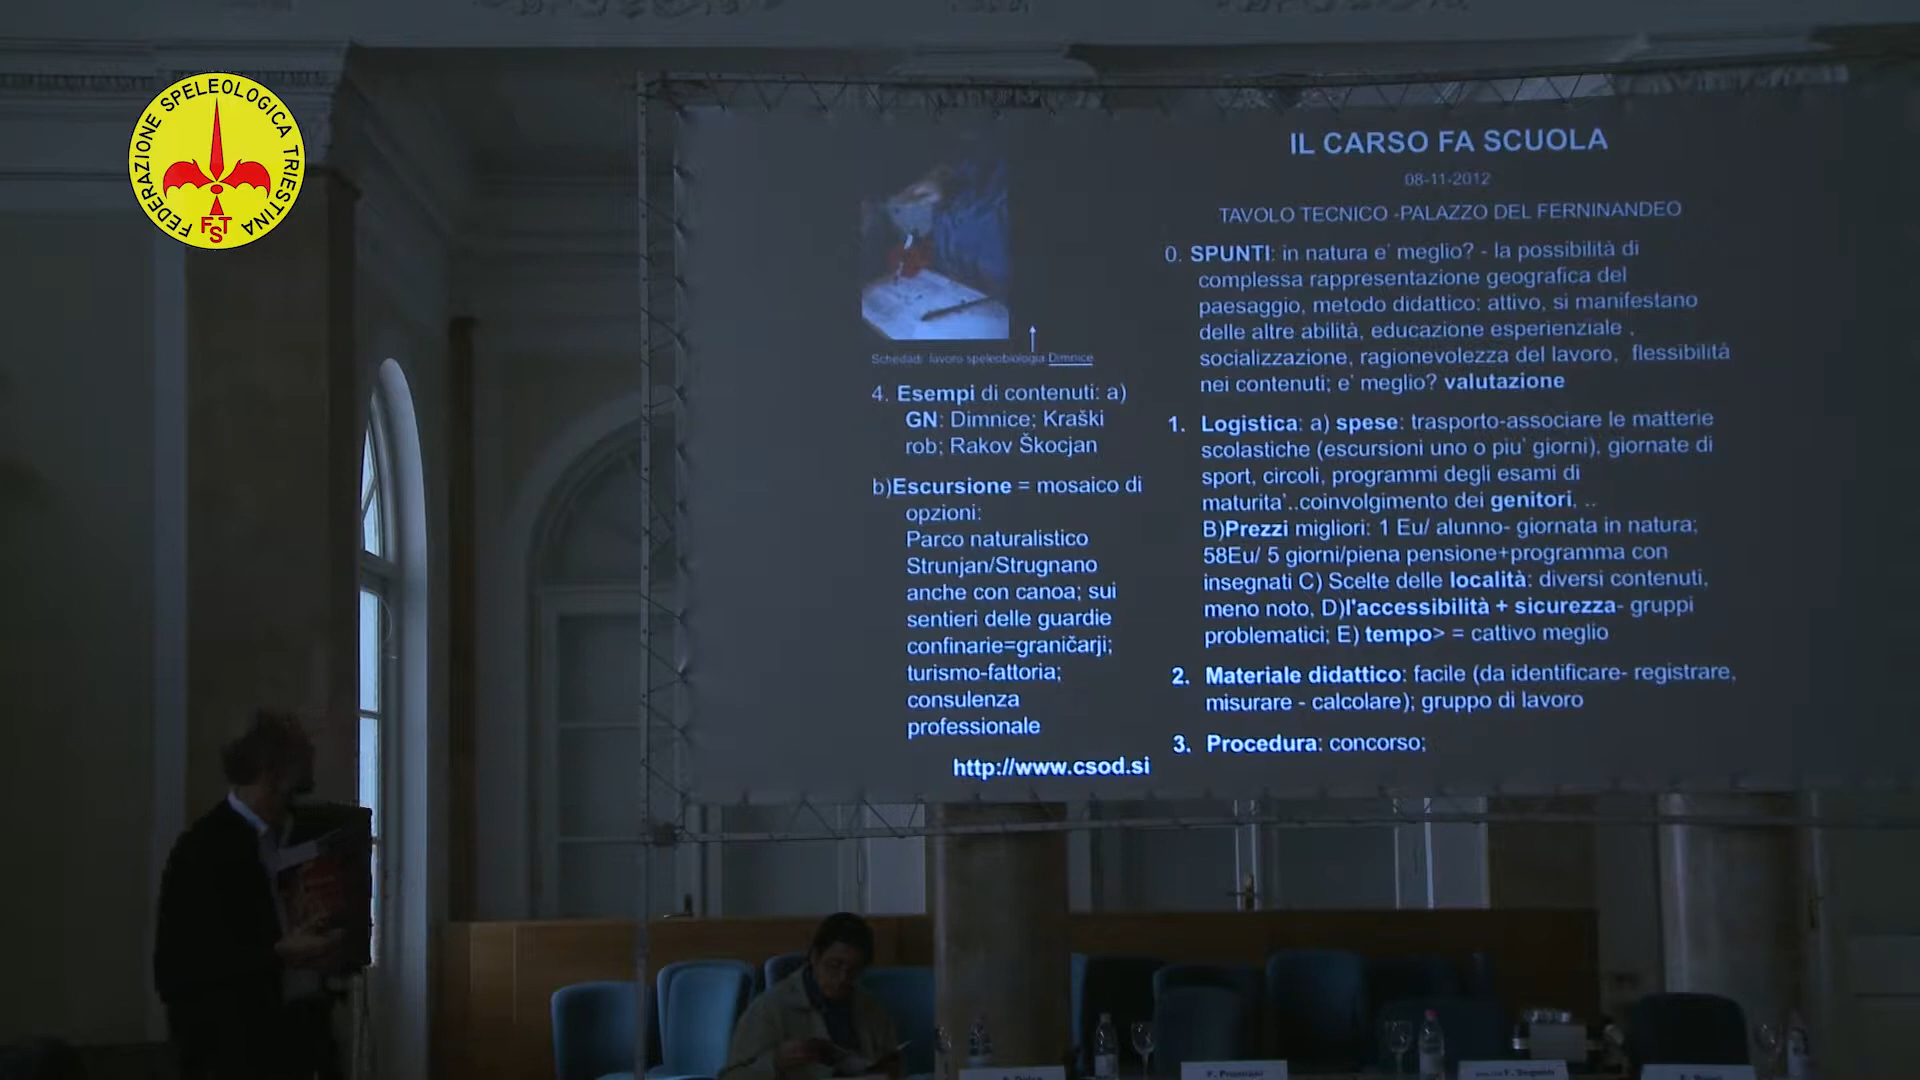 FEDERAZIONE SPELEOLOGICA TRIESTINA
FST
IL CARSO FA SCUOLA
08-11-2012
TAVOLO TECNICO -PALAZZO DEL FERNINANDEO
0. SPUNTI: in natura e' meglio? - la possibilità di
complessa rappresentazione geografica del
paesaggio, metodo didattico: attivo, si manifestano
delle altre abilità, educazione esperienziale ,
socializzazione, ragionevolezza del lavoro, flessibilità
nei contenuti; e' meglio? valutazione
1. Logistica: a) spese: trasporto-associare le matterie
scolastiche (escursioni uno o piu' giorni), giornate di
sport, circoli, programmi degli esami di
maturita'..coinvolgimento dei genitori, ..
B)Prezzi migliori: 1 Eu/ alunno- giornata in natura;
58Eu/ 5 giorni/piena pensione+programma con
insegnati C) Scelte delle località: diversi contenuti,
meno noto, D)l'accessibilità + sicurezza- gruppi
problematici; E) tempo> = cattivo meglio
2. Materiale didattico: facile (da identificare- registrare,
misurare - calcolare); gruppo di lavoro
3. Procedura: concorso;
lavoro speleobiologia Dimnice
4. Esempi di contenuti: a)
GN: Dimnice; Kraški
rob; Rakov Škocjan
b)Escursione = mosaico di
opzioni:
Parco naturalistico
Strunjan/Strugnano
anche con canoa; sui
sentieri delle guardie
confinarie=graničarji;
turismo-fattoria;
consulenza
professionale
http://www.csod.si